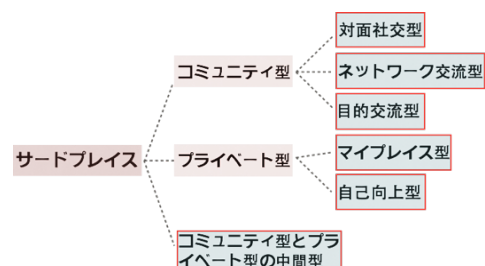 対面社交型
コミュニティ型
ネットワーク交流型
目的交流型
サードプレイス
プライベート型
マイプレイス型
自己向上型
コミュニティ型とプラ
イベート型の中間型